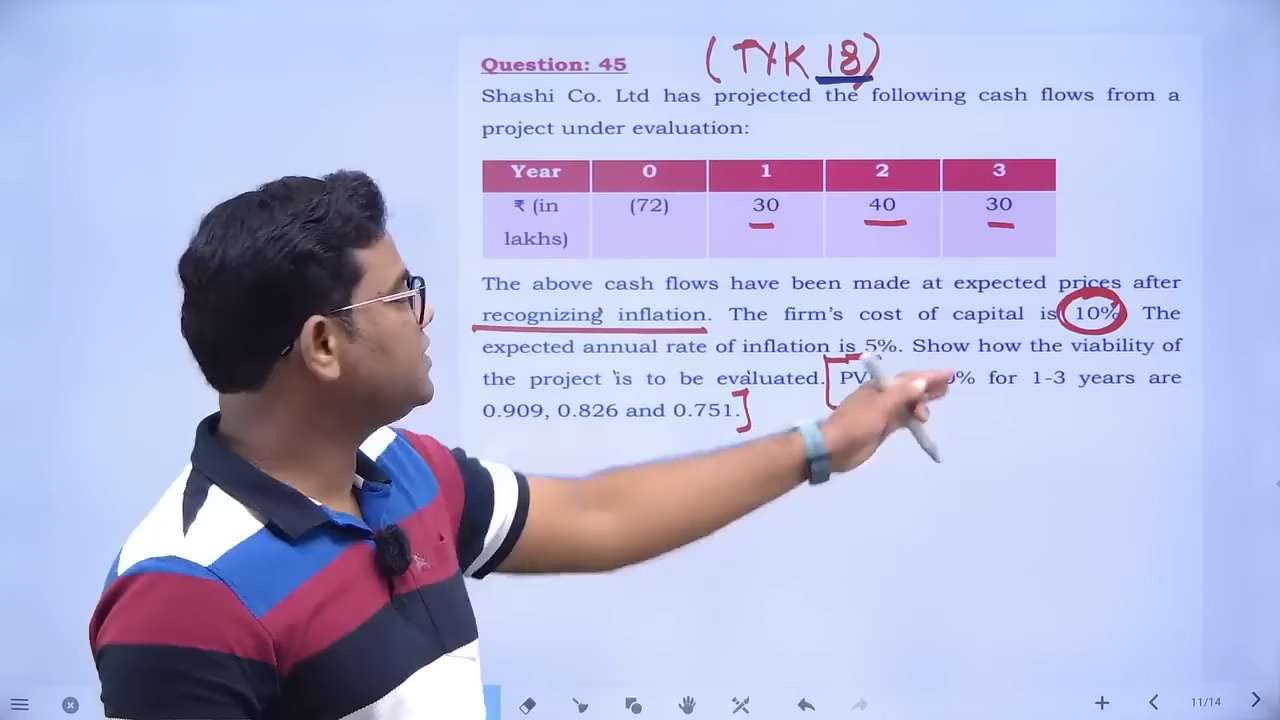 Question: 45 (TYK 18)
Shashi Co. Ltd has projected the following cash flows from a
project under evaluation:
Year 0 1 2 3
₹ (in lakhs) (72) 30 40 30
The above cash flows have been made at expected prices after
recognizing inflation. The firm's cost of capital is 10% The
expected annual rate of inflation is 5%. Show how the viability of
the project is to be evaluated. for 1-3 years are
0.909, 0.826 and 0.751.
11/14